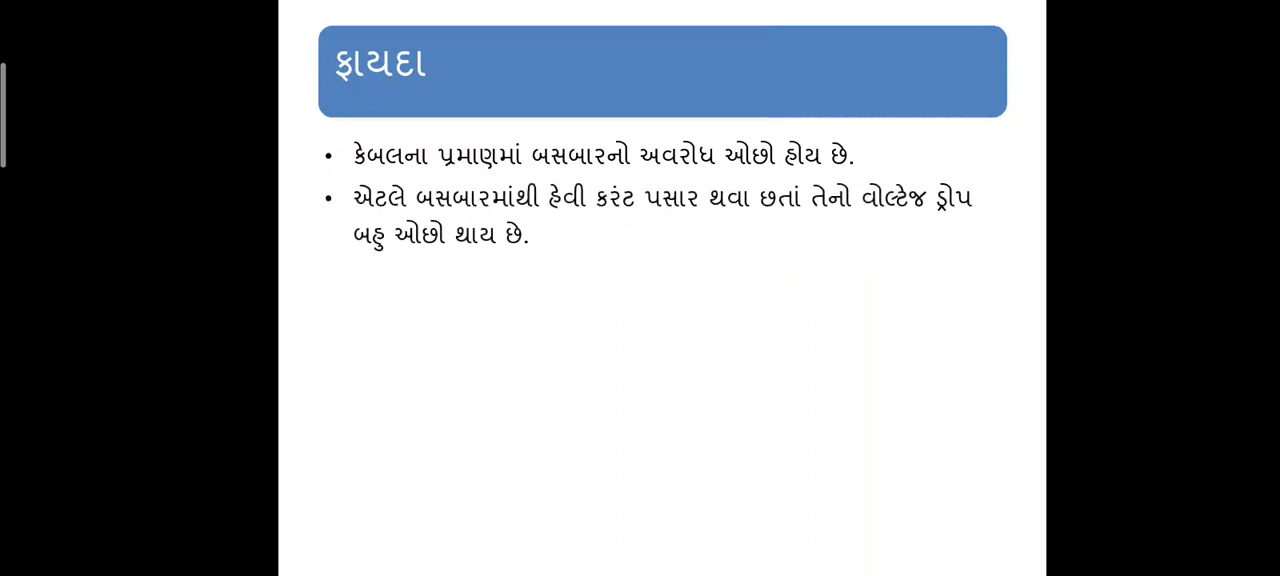 ફાયદા
• કેબલના પ્રમાણમાં બસબારનો અવરોધ ઓછો હોય છે.
• એટલે બસબારમાંથી હેવી કરંટ પસાર થવા છતાં તેનો વોલ્ટેજ ડ્રોપ
બહુ ઓછો થાય છે.